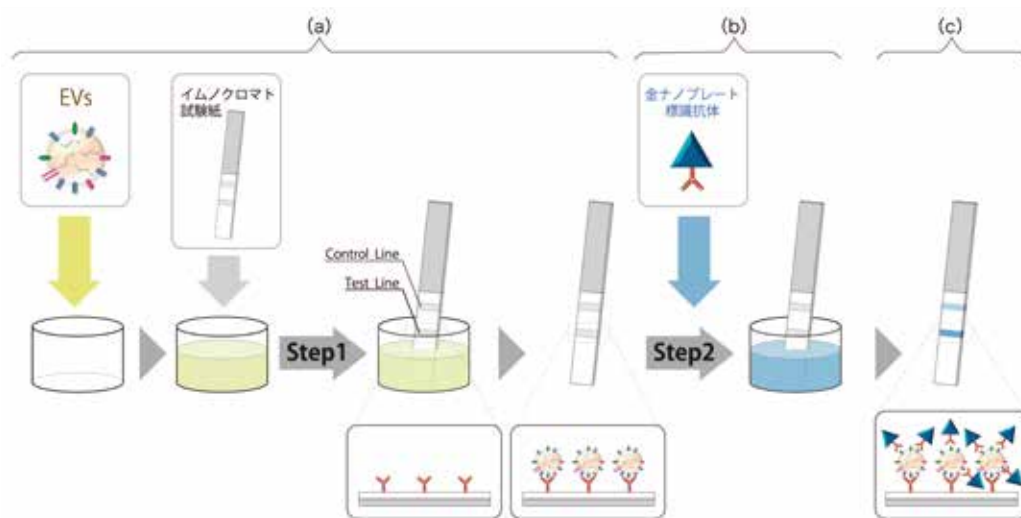 (a)
(b)
(c)
EVs
イムノクロマト
試験紙
金ナノプレート
標識抗体
Control Line
Test Line
Step1
Step2